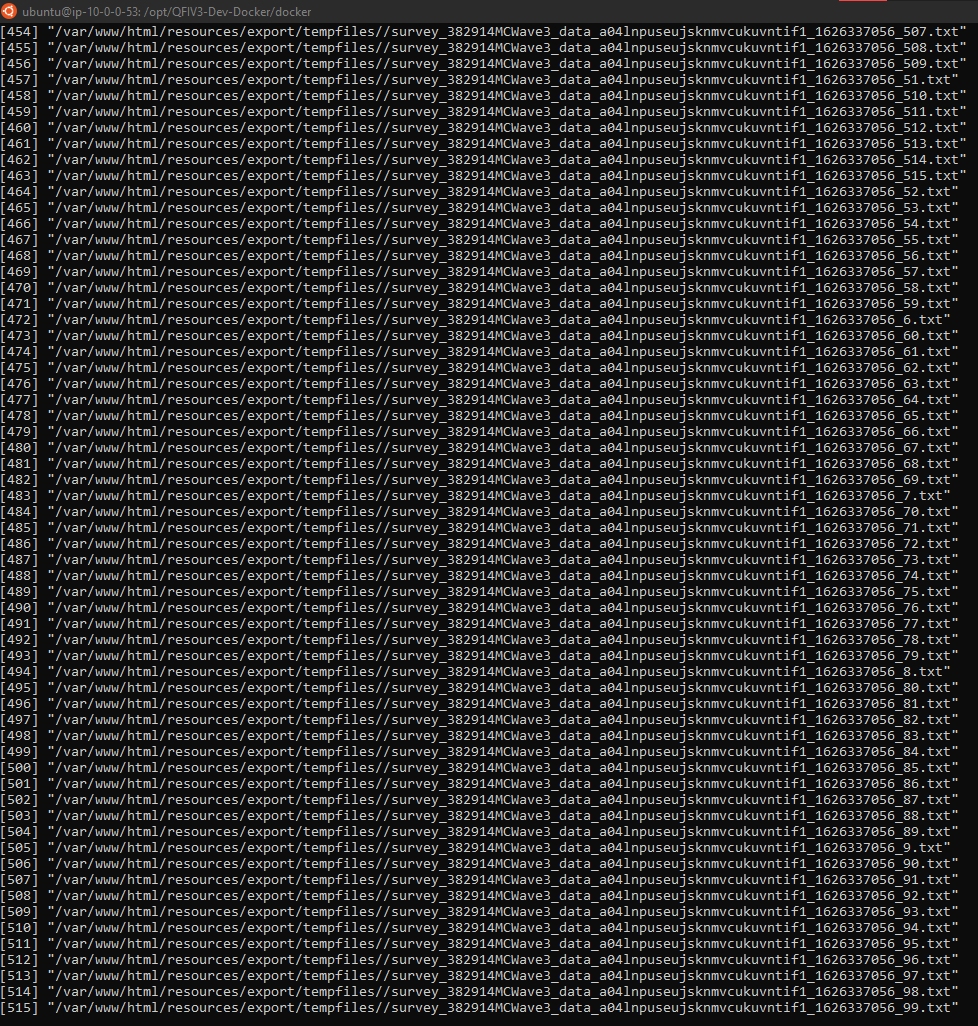 ubuntu@ip-10-0-0-53: /opt/QFIV3-Dev-Docker/docker
[454] "/var/www/html/resources/export/tempfiles//survey_382914MCWave3_data_a04lnpuseujsknmvcukuvntif1_1626337056_507.txt"
[455] "/var/www/html/resources/export/tempfiles//survey_382914MCWave3_data_a04lnpuseujsknmvcukuvntif1_1626337056_508.txt"
[456] "/var/www/html/resources/export/tempfiles//survey_382914MCWave3_data_a04lnpuseujsknmvcukuvntif1_1626337056_509.txt"
[457] "/var/www/html/resources/export/tempfiles//survey_382914MCWave3_data_a04lnpuseujsknmvcukuvntif1_1626337056_51.txt"
[458] "/var/www/html/resources/export/tempfiles//survey_382914MCWave3_data_a04lnpuseujsknmvcukuvntif1_1626337056_510.txt"
[459] "/var/www/html/resources/export/tempfiles//survey_382914MCWave3_data_a04lnpuseujsknmvcukuvntif1_1626337056_511.txt"
[460] "/var/www/html/resources/export/tempfiles//survey_382914MCWave3_data_a04lnpuseujsknmvcukuvntif1_1626337056_512.txt"
[461] "/var/www/html/resources/export/tempfiles//survey_382914MCWave3_data_a04lnpuseujsknmvcukuvntif1_1626337056_513.txt"
[462] "/var/www/html/resources/export/tempfiles//survey_382914MCWave3_data_a04lnpuseujsknmvcukuvntif1_1626337056_514.txt"
[463] "/var/www/html/resources/export/tempfiles//survey_382914MCWave3_data_a04lnpuseujsknmvcukuvntif1_1626337056_515.txt"
[464] "/var/www/html/resources/export/tempfiles//survey_382914MCWave3_data_a04lnpuseujsknmvcukuvntif1_1626337056_52.txt"
[465] "/var/www/html/resources/export/tempfiles//survey_382914MCWave3_data_a04lnpuseujsknmvcukuvntif1_1626337056_53.txt"
[466] "/var/www/html/resources/export/tempfiles//survey_382914MCWave3_data_a04lnpuseujsknmvcukuvntif1_1626337056_54.txt"
[467] "/var/www/html/resources/export/tempfiles//survey_382914MCWave3_data_a04lnpuseujsknmvcukuvntif1_1626337056_55.txt"
[468] "/var/www/html/resources/export/tempfiles//survey_382914MCWave3_data_a04lnpuseujsknmvcukuvntif1_1626337056_56.txt"
[469] "/var/www/html/resources/export/tempfiles//survey_382914MCWave3_data_a04lnpuseujsknmvcukuvntif1_1626337056_57.txt"
[470] "/var/www/html/resources/export/tempfiles//survey_382914MCWave3_data_a04lnpuseujsknmvcukuvntif1_1626337056_58.txt"
[471] "/var/www/html/resources/export/tempfiles//survey_382914MCWave3_data_a04lnpuseujsknmvcukuvntif1_1626337056_59.txt"
[472] "/var/www/html/resources/export/tempfiles//survey_382914MCWave3_data_a04lnpuseujsknmvcukuvntif1_1626337056_6.txt"
[473] "/var/www/html/resources/export/tempfiles//survey_382914MCWave3_data_a04lnpuseujsknmvcukuvntif1_1626337056_60.txt"
[474] "/var/www/html/resources/export/tempfiles//survey_382914MCWave3_data_a04lnpuseujsknmvcukuvntif1_1626337056_61.txt"
[475] "/var/www/html/resources/export/tempfiles//survey_382914MCWave3_data_a04lnpuseujsknmvcukuvntif1_1626337056_62.txt"
[476] "/var/www/html/resources/export/tempfiles//survey_382914MCWave3_data_a04lnpuseujsknmvcukuvntif1_1626337056_63.txt"
[477] "/var/www/html/resources/export/tempfiles//survey_382914MCWave3_data_a04lnpuseujsknmvcukuvntif1_1626337056_64.txt"
[478] "/var/www/html/resources/export/tempfiles//survey_382914MCWave3_data_a04lnpuseujsknmvcukuvntif1_1626337056_65.txt"
[479] "/var/www/html/resources/export/tempfiles//survey_382914MCWave3_data_a04lnpuseujsknmvcukuvntif1_1626337056_66.txt"
[480] "/var/www/html/resources/export/tempfiles//survey_382914MCWave3_data_a04lnpuseujsknmvcukuvntif1_1626337056_67.txt"
[481] "/var/www/html/resources/export/tempfiles//survey_382914MCWave3_data_a04lnpuseujsknmvcukuvntif1_1626337056_68.txt"
[482] "/var/www/html/resources/export/tempfiles//survey_382914MCWave3_data_a04lnpuseujsknmvcukuvntif1_1626337056_69.txt"
[483] "/var/www/html/resources/export/tempfiles//survey_382914MCWave3_data_a04lnpuseujsknmvcukuvntif1_1626337056_7.txt"
[484] "/var/www/html/resources/export/tempfiles//survey_382914MCWave3_data_a04lnpuseujsknmvcukuvntif1_1626337056_70.txt"
[485] "/var/www/html/resources/export/tempfiles//survey_382914MCWave3_data_a04lnpuseujsknmvcukuvntif1_1626337056_71.txt"
[486] "/var/www/html/resources/export/tempfiles//survey_382914MCWave3_data_a04lnpuseujsknmvcukuvntif1_1626337056_72.txt"
[487] "/var/www/html/resources/export/tempfiles//survey_382914MCWave3_data_a04lnpuseujsknmvcukuvntif1_1626337056_73.txt"
[488] "/var/www/html/resources/export/tempfiles//survey_382914MCWave3_data_a04lnpuseujsknmvcukuvntif1_1626337056_74.txt"
[489] "/var/www/html/resources/export/tempfiles//survey_382914MCWave3_data_a04lnpuseujsknmvcukuvntif1_1626337056_75.txt"
[490] "/var/www/html/resources/export/tempfiles//survey_382914MCWave3_data_a04lnpuseujsknmvcukuvntif1_1626337056_76.txt"
[491] "/var/www/html/resources/export/tempfiles//survey_382914MCWave3_data_a04lnpuseujsknmvcukuvntif1_1626337056_77.txt"
[492] "/var/www/html/resources/export/tempfiles//survey_382914MCWave3_data_a04lnpuseujsknmvcukuvntif1_1626337056_78.txt"
[493] "/var/www/html/resources/export/tempfiles//survey_382914MCWave3_data_a04lnpuseujsknmvcukuvntif1_1626337056_79.txt"
[494] "/var/www/html/resources/export/tempfiles//survey_382914MCWave3_data_a04lnpuseujsknmvcukuvntif1_1626337056_8.txt"
[495] "/var/www/html/resources/export/tempfiles//survey_382914MCWave3_data_a04lnpuseujsknmvcukuvntif1_1626337056_80.txt"
[496] "/var/www/html/resources/export/tempfiles//survey_382914MCWave3_data_a04lnpuseujsknmvcukuvntif1_1626337056_81.txt"
[497] "/var/www/html/resources/export/tempfiles//survey_382914MCWave3_data_a04lnpuseujsknmvcukuvntif1_1626337056_82.txt"
[498] "/var/www/html/resources/export/tempfiles//survey_382914MCWave3_data_a04lnpuseujsknmvcukuvntif1_1626337056_83.txt"
[499] "/var/www/html/resources/export/tempfiles//survey_382914MCWave3_data_a04lnpuseujsknmvcukuvntif1_1626337056_84.txt"
[500] "/var/www/html/resources/export/tempfiles//survey_382914MCWave3_data_a04lnpuseujsknmvcukuvntif1_1626337056_85.txt"
[501] "/var/www/html/resources/export/tempfiles//survey_382914MCWave3_data_a04lnpuseujsknmvcukuvntif1_1626337056_86.txt"
[502] "/var/www/html/resources/export/tempfiles//survey_382914MCWave3_data_a04lnpuseujsknmvcukuvntif1_1626337056_87.txt"
[503] "/var/www/html/resources/export/tempfiles//survey_382914MCWave3_data_a04lnpuseujsknmvcukuvntif1_1626337056_88.txt"
[504] "/var/www/html/resources/export/tempfiles//survey_382914MCWave3_data_a04lnpuseujsknmvcukuvntif1_1626337056_89.txt"
[505] "/var/www/html/resources/export/tempfiles//survey_382914MCWave3_data_a04lnpuseujsknmvcukuvntif1_1626337056_9.txt"
[506] "/var/www/html/resources/export/tempfiles//survey_382914MCWave3_data_a04lnpuseujsknmvcukuvntif1_1626337056_90.txt"
[507] "/var/www/html/resources/export/tempfiles//survey_382914MCWave3_data_a04lnpuseujsknmvcukuvntif1_1626337056_91.txt"
[508] "/var/www/html/resources/export/tempfiles//survey_382914MCWave3_data_a04lnpuseujsknmvcukuvntif1_1626337056_92.txt"
[509] "/var/www/html/resources/export/tempfiles//survey_382914MCWave3_data_a04lnpuseujsknmvcukuvntif1_1626337056_93.txt"
[510] "/var/www/html/resources/export/tempfiles//survey_382914MCWave3_data_a04lnpuseujsknmvcukuvntif1_1626337056_94.txt"
[511] "/var/www/html/resources/export/tempfiles//survey_382914MCWave3_data_a04lnpuseujsknmvcukuvntif1_1626337056_95.txt"
[512] "/var/www/html/resources/export/tempfiles//survey_382914MCWave3_data_a04lnpuseujsknmvcukuvntif1_1626337056_96.txt"
[513] "/var/www/html/resources/export/tempfiles//survey_382914MCWave3_data_a04lnpuseujsknmvcukuvntif1_1626337056_97.txt"
[514] "/var/www/html/resources/export/tempfiles//survey_382914MCWave3_data_a04lnpuseujsknmvcukuvntif1_1626337056_98.txt"
[515] "/var/www/html/resources/export/tempfiles//survey_382914MCWave3_data_a04lnpuseujsknmvcukuvntif1_1626337056_99.txt"